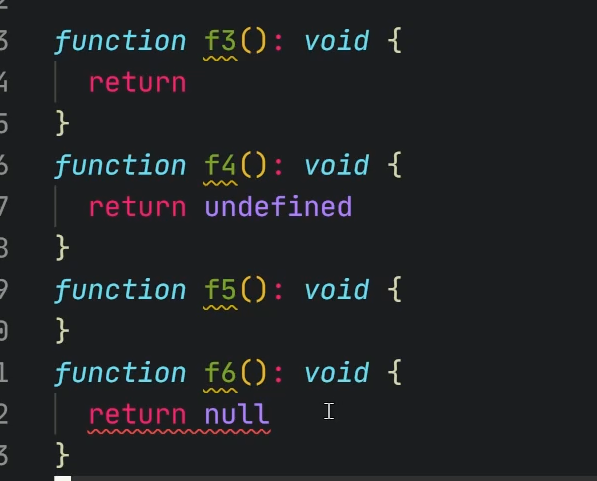 3 function f3(): void {
4 return
5 }
6 function f4(): void {
7 return undefined
8 }
9 function f5(): void {
0 }
1 function f6(): void {
2 return null
3 }